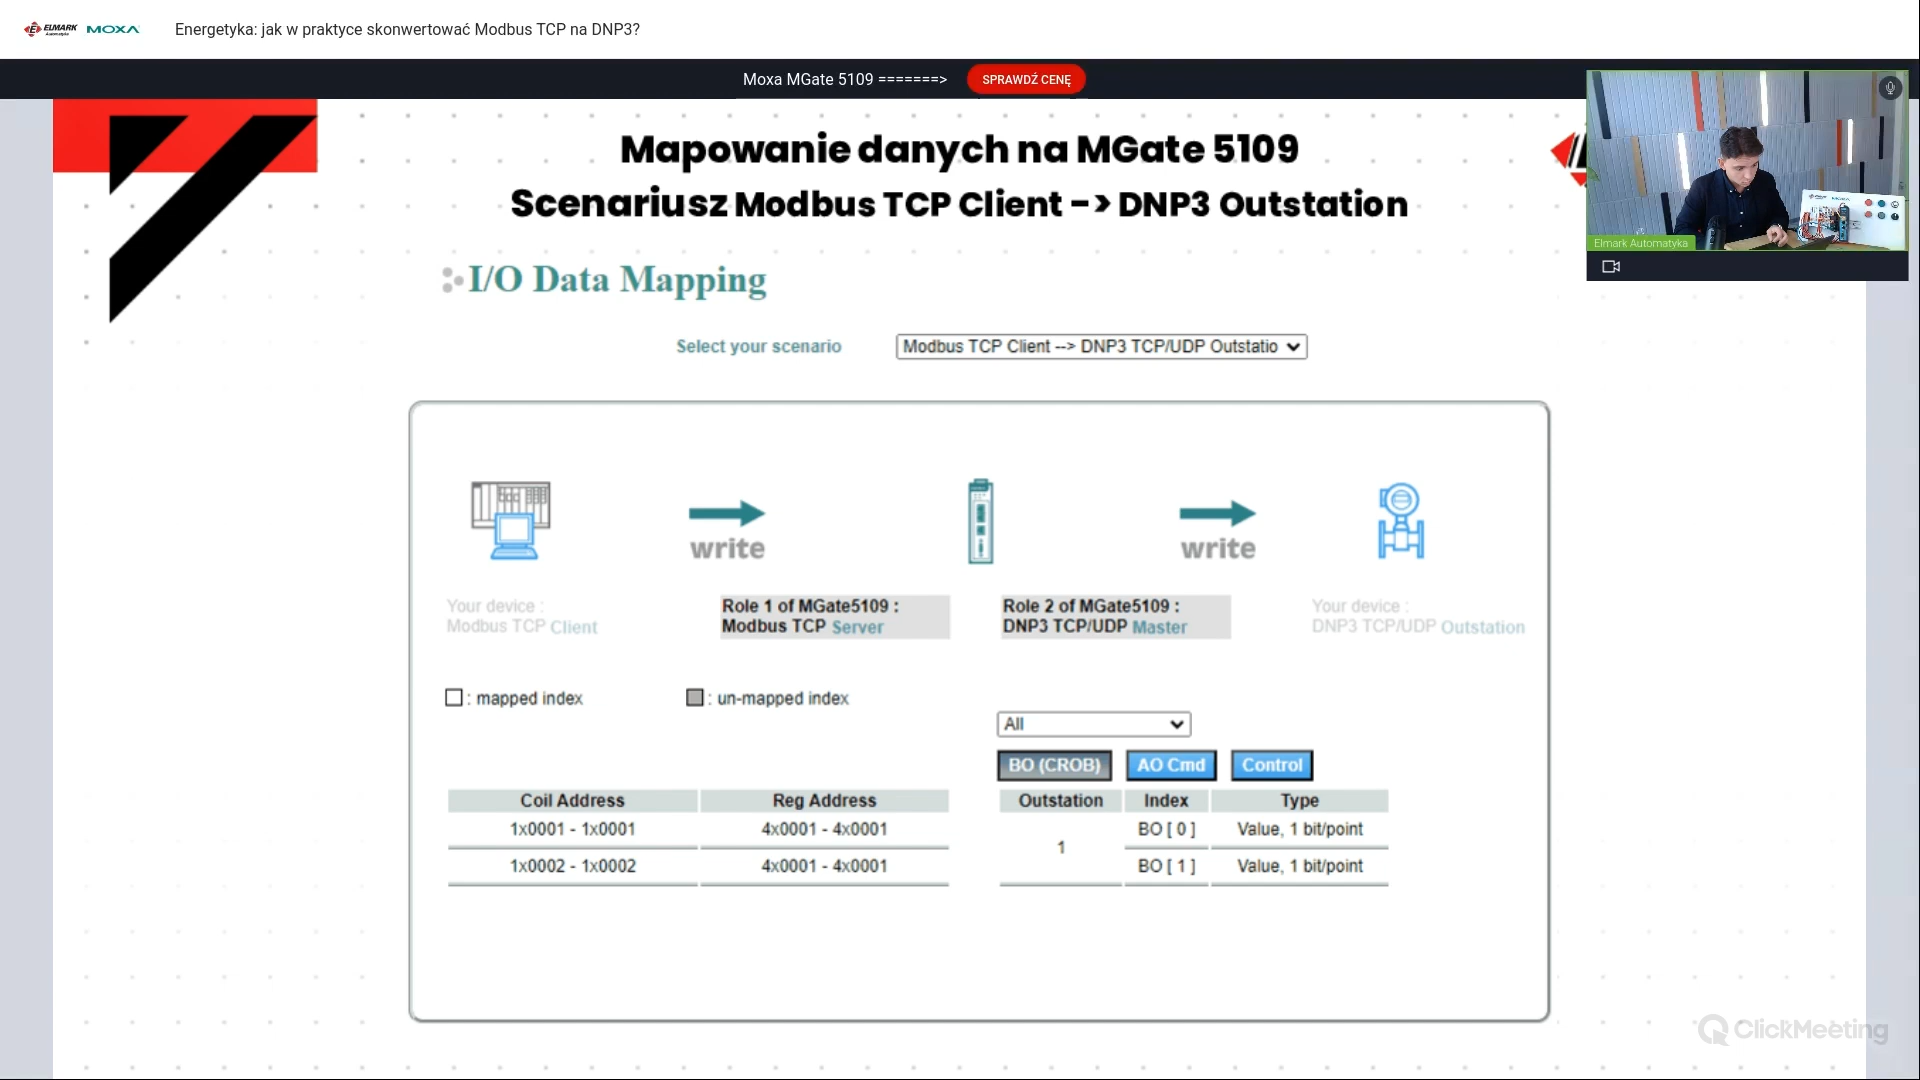 ELMARK
Automatyka
MOXA
Energetyka: jak w praktyce skonwertować Modbus TCP na DNP3?
Moxa MGate 5109 =======>
SPRAWDŹ CENĘ
Mapowanie danych na MGate 5109
Scenariusz Modbus TCP Client -> DNP3 Outstation
Elmark Automatyka
I/O Data Mapping
Select your scenario
Modbus TCP Client --> DNP3 TCP/UDP Outstatio
write
write
Your device :
Modbus TCP Client
Role 1 of MGate5109 :
Modbus TCP Server
Role 2 of MGate5109 :
DNP3 TCP/UDP Master
Your device :
DNP3 TCP/UDP Outstation
: mapped index
: un-mapped index
All
BO (CROB) AO Cmd Control
Coil Address Reg Address Outstation Index Type
1x0001 - 1x0001 4x0001 - 4x0001 BO [ 0 ] Value, 1 bit/point
1
1x0002 - 1x0002 4x0001 - 4x0001 BO [ 1 ] Value, 1 bit/point
ClickMeeting